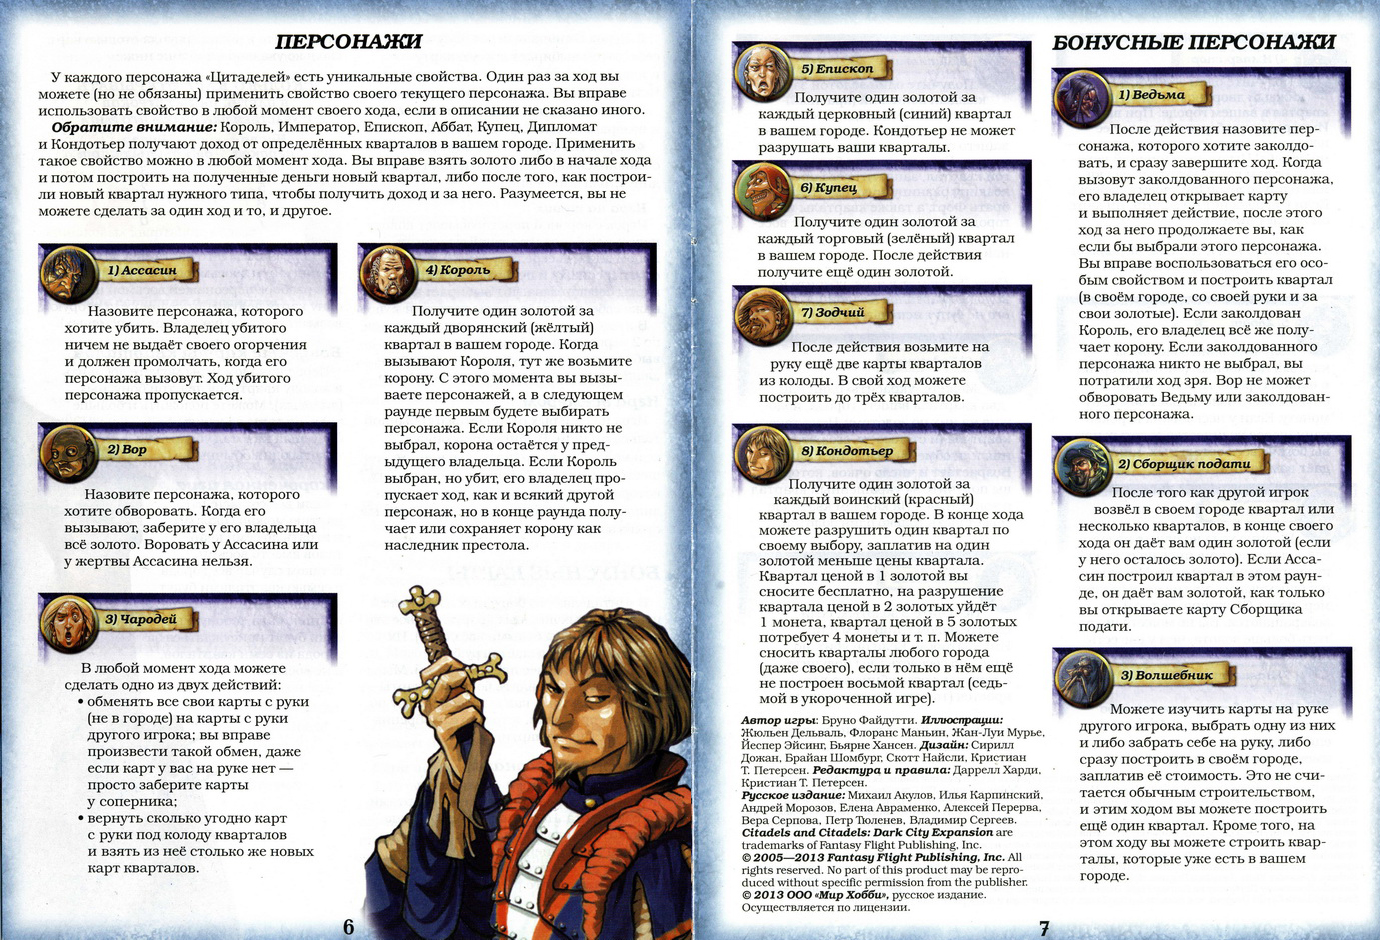 ПЕРСОНАЖИ
У каждого персонажа «Цитаделей» есть уникальные свойства. Один раз за ход вы
можете (но не обязаны) применить свойство своего текущего персонажа. Вы вправе
использовать свойство в любой момент своего хода, если в описании не сказано иного.
Обратите внимание: Король, Император, Епископ, Аббат, Купец, Дипломат
и Кондотьер получают доход от определённых кварталов в вашем городе. Применить
такое свойство можно в любой момент хода. Вы вправе взять золото либо в начале хода
и потом построить на полученные деньги новый квартал, либо после того, как построи-
ли новый квартал нужного типа, чтобы получить доход и за него. Разумеется, вы не
можете сделать за один ход и то, и другое.
1) Ассасин
Назовите персонажа, которого
хотите убить. Владелец убитого
ничем не выдаёт своего огорчения
и должен промолчать, когда его
персонажа вызовут. Ход убитого
персонажа пропускается.
2) Вор
Назовите персонажа, которого
хотите обворовать. Когда его
вызывают, заберите у его владельца
всё золото. Воровать у Ассасина или
у жертвы Ассасина нельзя.
3) Чародей
В любой момент хода можете
сделать одно из двух действий:
• обменять все свои карты с руки
(не в городе) на карты с руки
другого игрока; вы вправе
произвести такой обмен, даже
если карт у вас на руке нет —
просто заберите карты
у соперника;
• вернуть сколько угодно карт
с руки под колоду кварталов
и взять из неё столько же новых
карт кварталов.
4) Король
Получите один золотой за
каждый дворянский (жёлтый)
квартал в вашем городе. Когда
вызывают Короля, тут же возьмите
корону. С этого момента вы вызы-
ваете персонажей, а в следующем
раунде первым будете выбирать
персонажа. Если Короля никто не
выбрал, корона остаётся у пред-
ыдущего владельца. Если Король
выбран, но убит, его владелец про-
пускает ход, как и всякий другой
персонаж, но в конце раунда полу-
чает или сохраняет корону как
наследник престола.
6
5) Епископ
Получите один золотой за
каждый церковный (синий) квартал
в вашем городе. Кондотьер не может
разрушать ваши кварталы.
6) Купец
Получите один золотой за
каждый торговый (зелёный) квартал
в вашем городе. После действия
получите ещё один золотой.
7) Зодчий
После действия возьмите на
руку ещё две карты кварталов
из колоды. В свой ход можете
построить до трёх кварталов.
8) Кондотьер
Получите один золотой за
каждый воинский (красный)
квартал в вашем городе. В конце хода
можете разрушить один квартал по
своему выбору, заплатив на один
золотой меньше цены квартала.
Квартал ценой в 1 золотой вы
сносите бесплатно, на разрушение
квартала ценой в 2 золотых уйдёт
1 монета, квартал ценой в 5 золотых
потребует 4 монеты и т. п. Можете
сносить кварталы любого города
(даже своего), если только в нём ещё
не построен восьмой квартал (седь-
мой в укороченной игре).
Автор игры: Бруно Файдутти. Иллюстрации:
Жюльен Дельваль, Флоранс Маньин, Жан-Луи Мурье,
Йеспер Эйсинг, Бьярне Хансен. Дизайн: Сирилл
Дожан, Брайан Шомбург, Скотт Найсли, Кристиан
Т. Петерсен. Редактура и правила: Даррелл Харди,
Кристиан Т. Петерсен.
Русское издание: Михаил Акулов, Илья Карпинский,
Андрей Морозов, Елена Авраменко, Алексей Перерва,
Вера Серпова, Петр Тюленев, Владимир Сергеев.
Citadels and Citadels: Dark City Expansion are
trademarks of Fantasy Flight Publishing, Inc.
© 2005—2013 Fantasy Flight Publishing, Inc. All
rights reserved. No part of this product may be repro-
duced without specific permission from the publisher.
© 2013 ООО «Мир Хобби», русское издание.
Осуществляется по лицензии.
БОНУСНЫЕ ПЕРСОНАЖИ
1) Ведьма
После действия назовите пер-
сонажа, которого хотите заколдо-
вать, и сразу завершите ход. Когда
вызовут заколдованного персонажа,
его владелец открывает карту
и выполняет действие, после этого
ход за него продолжаете вы, как
если бы выбрали этого персонажа.
Вы вправе воспользоваться его осо-
бым свойством и построить квартал
(в своём городе, со своей руки и за
свои золотые). Если заколдован
Король, его владелец всё же полу-
чает корону. Если заколдованного
персонажа никто не выбрал, вы
потратили ход зря. Вор не может
обворовать Ведьму или заколдован-
ного персонажа.
2) Сборщик подати
После того как другой игрок
возвёл в своем городе квартал или
несколько кварталов, в конце своего
хода он даёт вам один золотой (если
у него осталось золото). Если Асса-
син построил квартал в этом раун-
де, он даёт вам золотой, как только
вы открываете карту Сборщика
подати.
3) Волшебник
Можете изучить карты на руке
другого игрока, выбрать одну из них
и либо забрать себе на руку, либо
сразу построить в своём городе,
заплатив её стоимость. Это не счи-
тается обычным строительством,
и этим ходом вы можете построить
ещё один квартал. Кроме того, на
этом ходу вы можете строить квар-
талы, которые уже есть в вашем
городе.
7